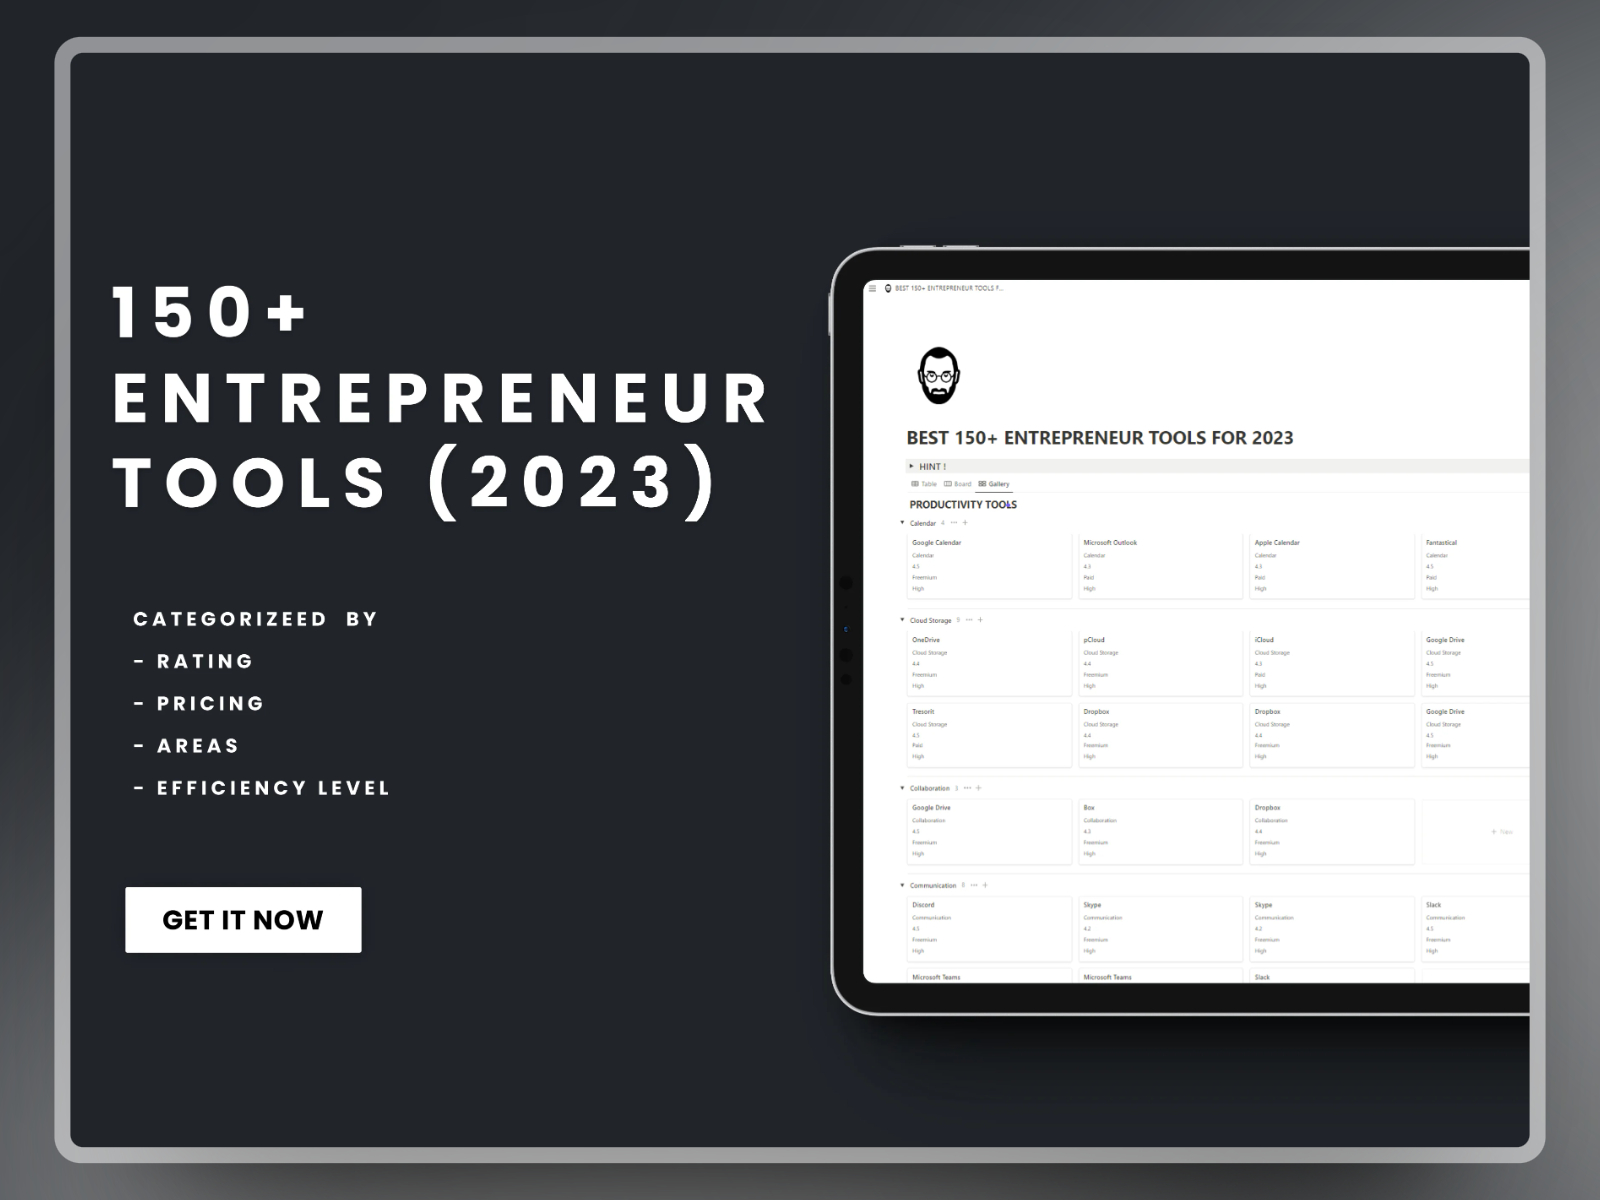 150+
ENTREPRENEUR
TOOLS (2023)
CATEGORIZEED BY
- RATING
- PRICING
- AREAS
- EFFICIENCY LEVEL
GET IT NOW
BEST 150+ ENTREPRENEUR TOOLS F...
BEST 150+ ENTREPRENEUR TOOLS FOR 2023
HINT !
Table Board Gallery
PRODUCTIVITY TOOLS
Calendar 4
Google Calendar Microsoft Outlook Apple Calendar Fantastical
Calendar Calendar Calendar Calendar
4.5 4.3 4.3 4.5
Freemium Paid Paid Paid
High High High High
Cloud Storage 9
OneDrive pCloud iCloud Google Drive
Cloud Storage Cloud Storage Cloud Storage Cloud Storage
4.4 4.4 4.3 4.5
Freemium Freemium Paid Freemium
High High High High
Tresorit Dropbox Dropbox Google Drive
Cloud Storage Cloud Storage Cloud Storage Cloud Storage
4.5 4.4 4.4 4.5
Paid Freemium Freemium Freemium
High High High High
Collaboration 3
Google Drive Box Dropbox
Collaboration Collaboration Collaboration
4.5 4.3 4.4
+ New
Freemium Freemium Freemium
High High High
Communication 8
Discord Skype Skype Slack
Communication Communication Communication Communication
4.5 4.2 4.2 4.5
Freemium Freemium Freemium Freemium
High High High High
Microsoft Teams Microsoft Teams Slack